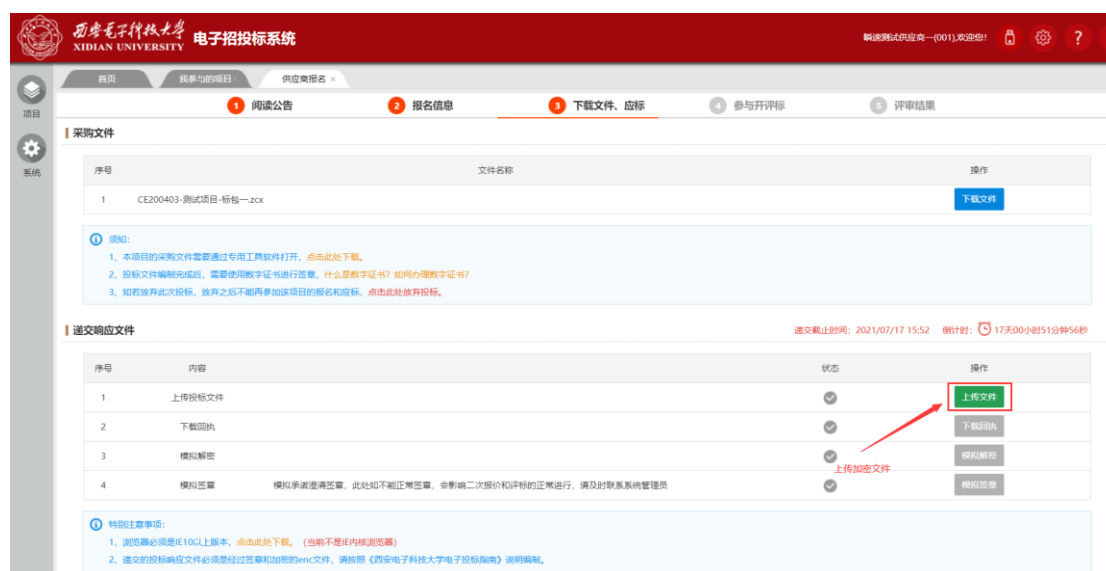 西安电子科技大学
XIDIAN UNIVERSITY
电子招投标系统
瞬速测试供应商一(001),欢迎您!
?
首页
我参与的项目
供应商报名 ×
项目
系统
1 阅读公告
2 报名信息
3 下载文件、应标
4 参与开评标
5 评审结果
采购文件
序号 文件名称 操作
1 CE200403-测试项目-标包一.zcx 下载文件
须知:
1、本项目的采购文件需要通过专用工具软件打开，点击此处下载。
2、投标文件编制完成后，需要使用数字证书进行签章，什么是数字证书？如何办理数字证书？
3、如若放弃此次投标，放弃之后不能再参加该项目的报名和应标，点击此处放弃投标。
递交响应文件 递交截止时间：2021/07/17 15:52 倒计时： 17天00小时51分钟56秒
序号 内容 状态 操作
1 上传投标文件 上传文件
2 下载回执 下载回执
3 模拟解密 模拟解密
上传加密文件
4 模拟签章 模拟承诺澄清签章，此处如不能正常签章，会影响二次报价和评标的正常进行，请及时联系系统管理员 模拟签章
特别注意事项：
1、浏览器必须是IE10以上版本，点击此处下载。 (当前不是IE内核浏览器)
2、递交的投标响应文件必须是经过签章和加密的enc文件，请按照《西安电子科技大学电子投标指南》说明编制。